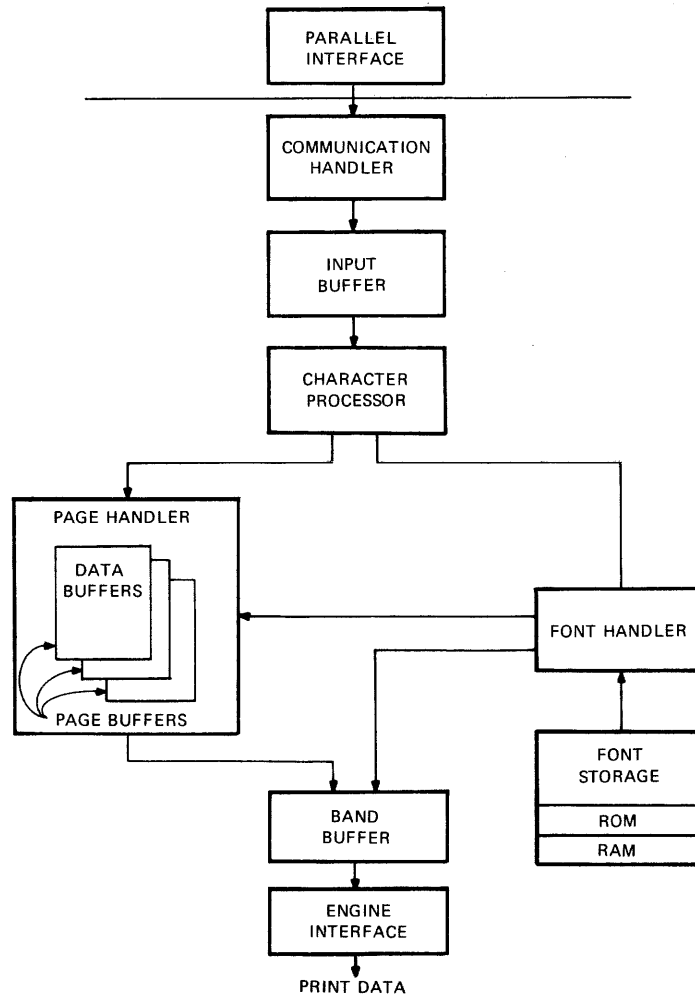 PARALLEL
INTERFACE
COMMUNICATION
HANDLER
INPUT
BUFFER
CHARACTER
PROCESSOR
PAGE HANDLER
DATA
BUFFERS
PAGE BUFFERS
FONT HANDLER
FONT
STORAGE
ROM
RAM
BAND
BUFFER
ENGINE
INTERFACE
PRINT DATA